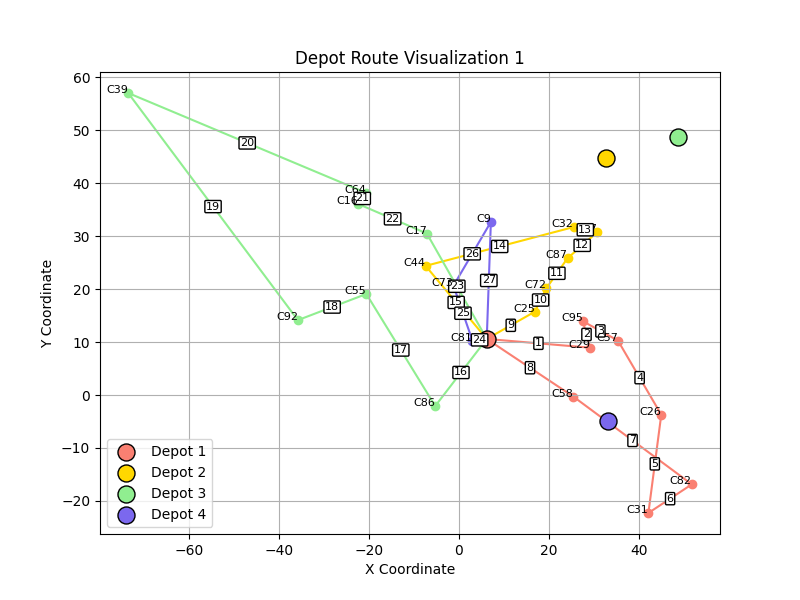 Depot Route Visualization 1
Y Coordinate
60
50
40
30
20
10
0
−10
−20
C39
20
C64
21
C16
19
22
C17
C9
C32
13
12
14
26
C87
C44
11
27
C73
23
C72
10
15
C55
18
C92
25
C25
9
C95
3
2
C57
C81
24
1
C29
17
16
8
4
C86
C58
C26
7
5
C82
6
C31
Depot 1
Depot 2
Depot 3
Depot 4
−60
−40
−20
0
20
40
X Coordinate